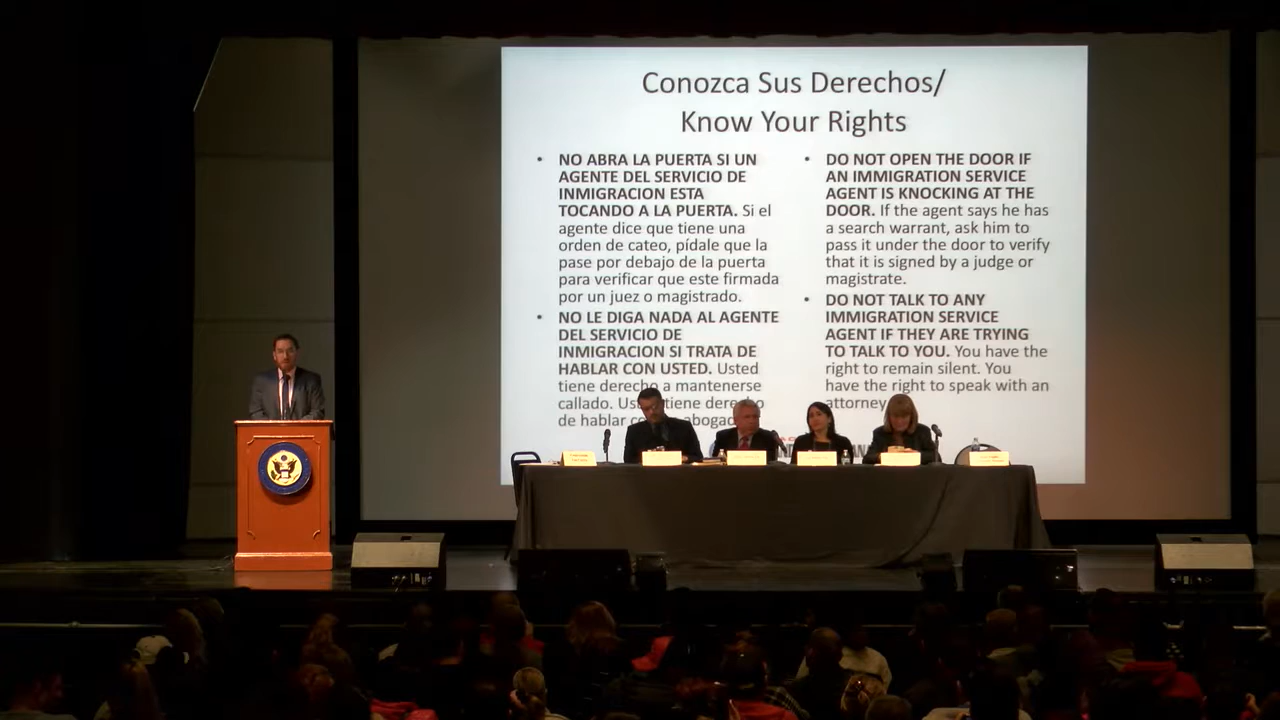 Conozca Sus Derechos/
Know Your Rights
• NO ABRA LA PUERTA SI UN
AGENTE DEL SERVICIO DE
INMIGRACION ESTA
TOCANDO A LA PUERTA. Si el
agente dice que tiene una
orden de cateo, pídale que la
pase por debajo de la puerta
para verificar que este firmada
por un juez o magistrado.
• NO LE DIGA NADA AL AGENTE
DEL SERVICIO DE
INMIGRACION SI TRATA DE
HABLAR CON USTED. Usted
tiene derecho a mantenerse
callado. tiene derecho
de hablar
• DO NOT OPEN THE DOOR IF
AN IMMIGRATION SERVICE
AGENT IS KNOCKING AT THE
DOOR. If the agent says he has
a search warrant, ask him to
pass it under the door to verify
that it is signed by a judge or
magistrate.
• DO NOT TALK TO ANY
IMMIGRATION SERVICE
AGENT IF THEY ARE TRYING
TO TALK TO YOU. You have the
right to remain silent. You
have the right to speak with an
attorney